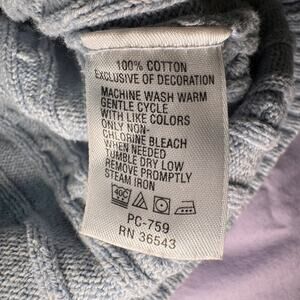 100% COTTON
EXCLUSIVE OF DECORATION
MACHINE WASH WARM
GENTLE CYCLE
WITH LIKE COLORS
ONLY NON-
CHLORINE BLEACH
WHEN NEEDED
TUMBLE DRY LOW
REMOVE PROMPTLY
STEAM IRON
40C
PC-759
RN 36543